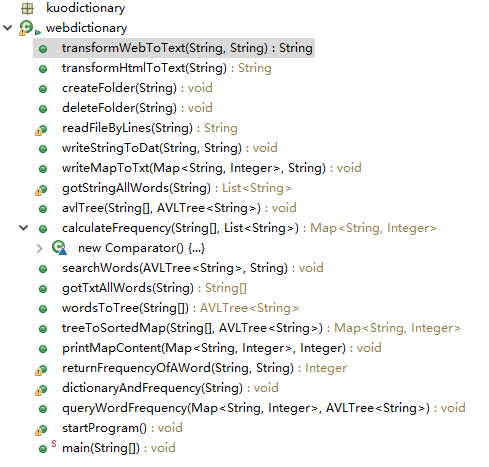 kuodictionary
webdictionary
transformWebToText(String, String) : String
transformHtmlToText(String) : String
createFolder(String) : void
deleteFolder(String) : void
readFileByLines(String) : String
writeStringToDat(String, String) : void
writeMapToTxt(Map<String, Integer>, String) : void
gotStringAllWords(String) : List<String>
avlTree(String[], AVLTree<String>) : void
calculateFrequency(String[], List<String>) : Map<String, Integer>
new Comparator() {...}
searchWords(AVLTree<String>, String) : void
gotTxtAllWords(String) : String[]
wordsToTree(String[]) : AVLTree<String>
treeToSortedMap(String[], AVLTree<String>) : Map<String, Integer>
printMapContent(Map<String, Integer>, Integer) : void
returnFrequencyOfAWord(String, String) : Integer
dictionaryAndFrequency(String) : void
queryWordFrequency(Map<String, Integer>, AVLTree<String>) : void
startProgram() : void
S main(String[]) : void